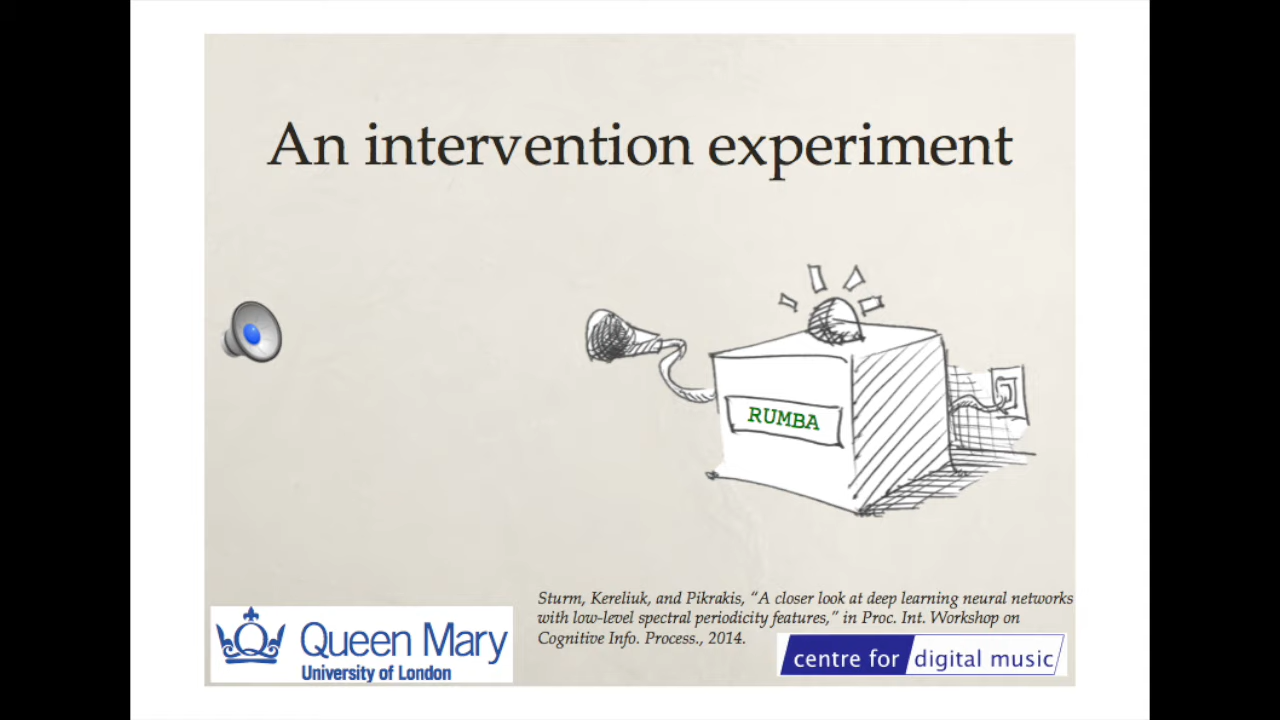 An intervention experiment
RUMBA
Sturm, Kereliuk, and Pikrakis, “A closer look at deep learning neural networks
with low-level spectral periodicity features,” in Proc. Int. Workshop on
Cognitive Info. Process., 2014.
Queen Mary
University of London
centre for digital music